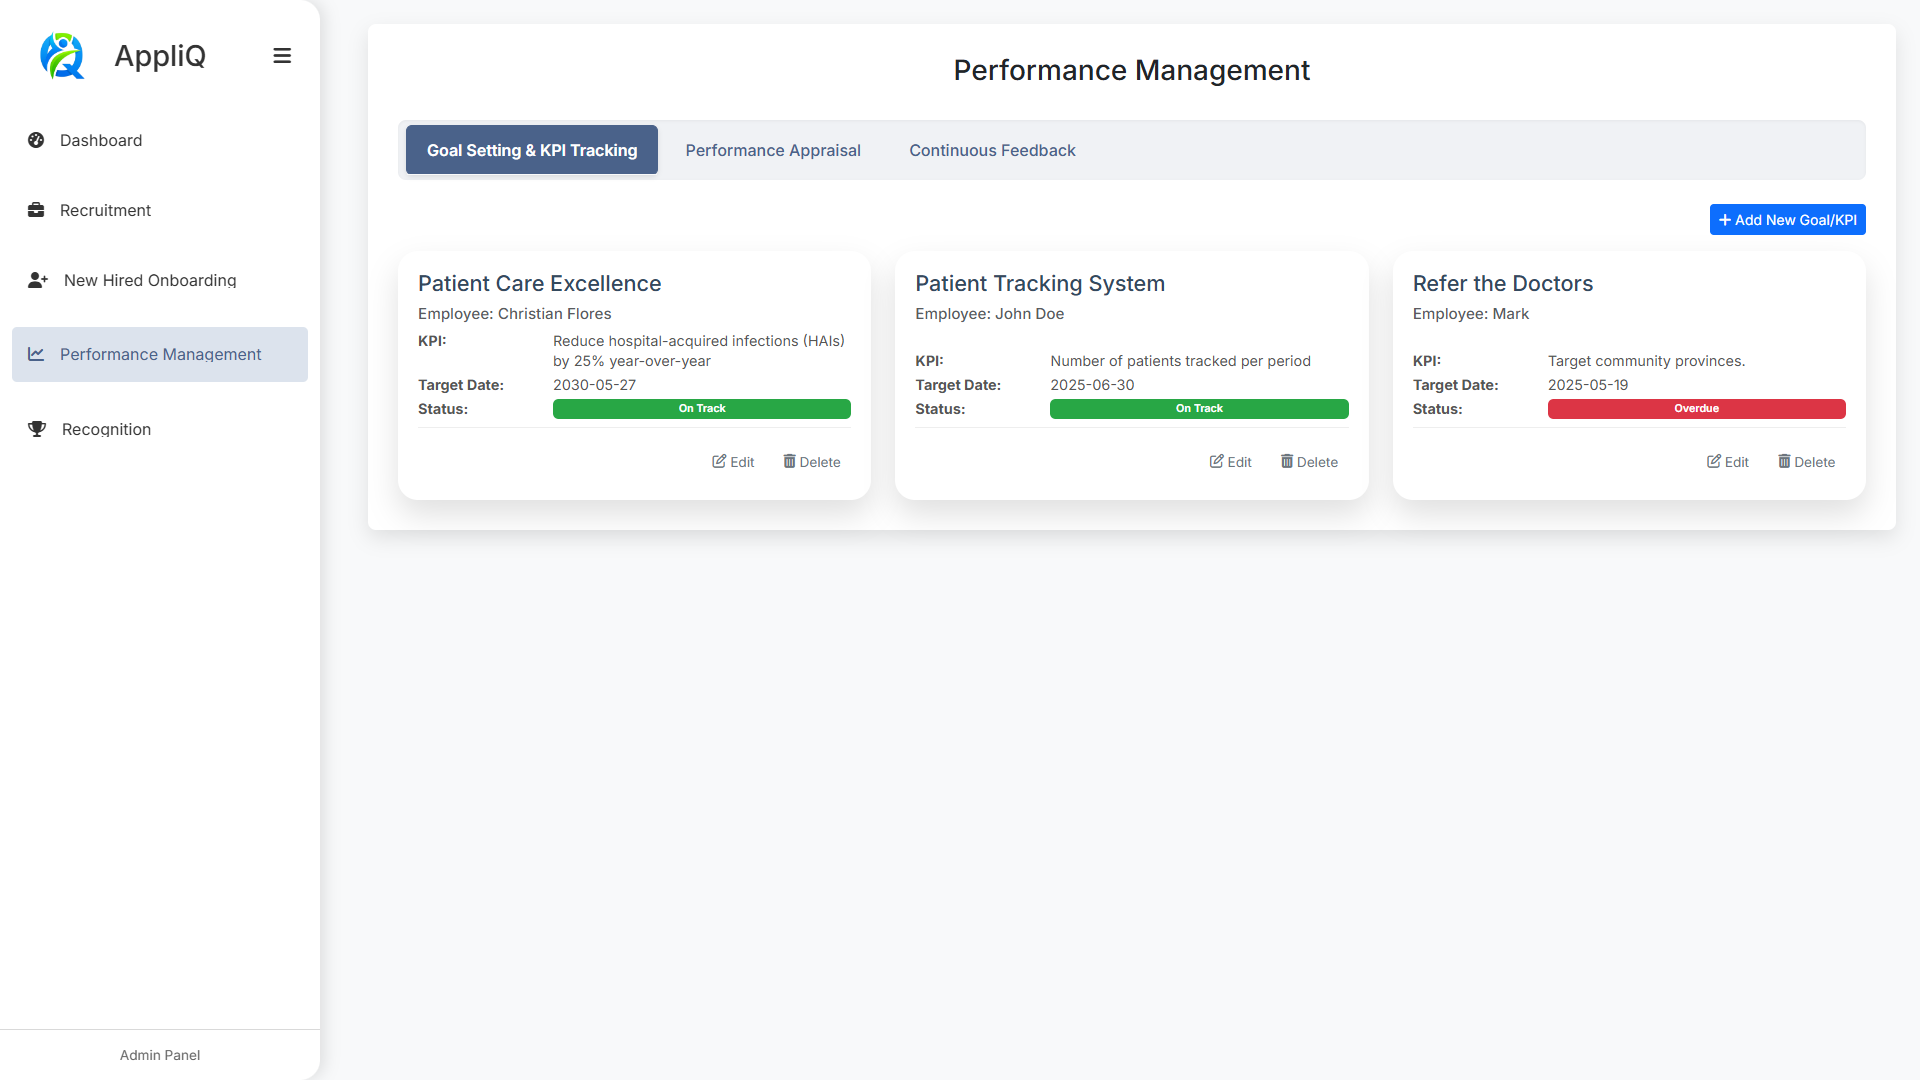 AppliQ
Dashboard
Recruitment
New Hired Onboarding
Performance Management
Recognition
Admin Panel
Performance Management
Goal Setting & KPI Tracking
Performance Appraisal
Continuous Feedback
+ Add New Goal/KPI
Patient Care Excellence
Employee: Christian Flores
KPI: Reduce hospital-acquired infections (HAIs)
by 25% year-over-year
Target Date: 2030-05-27
Status: On Track
Edit Delete
Patient Tracking System
Employee: John Doe
KPI: Number of patients tracked per period
Target Date: 2025-06-30
Status: On Track
Edit Delete
Refer the Doctors
Employee: Mark
KPI: Target community provinces.
Target Date: 2025-05-19
Status: Overdue
Edit Delete